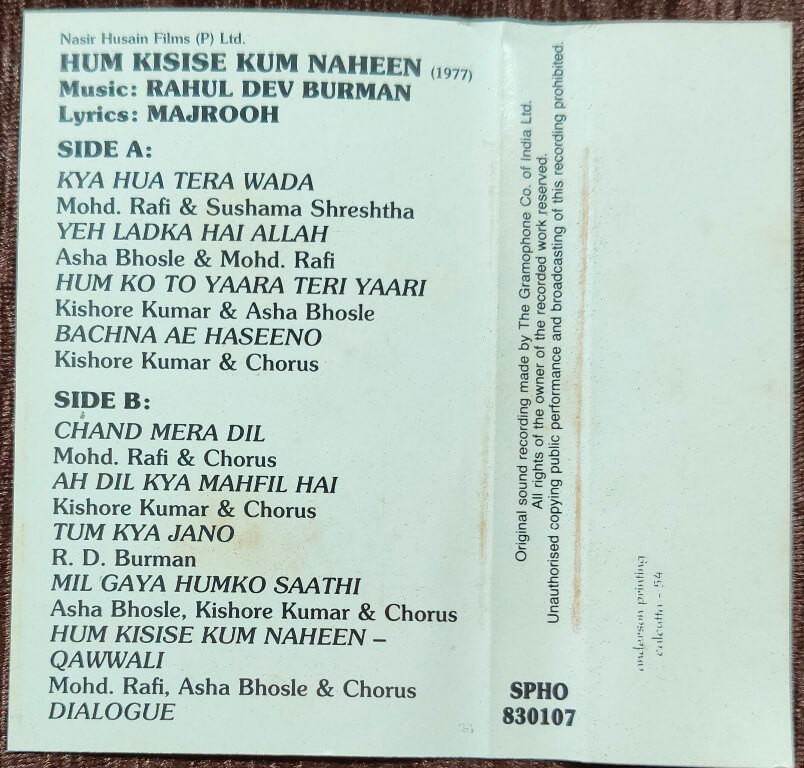 Nasir Husain Films (P) Ltd.
HUM KISISE KUM NAHEEN (1977)
Music: RAHUL DEV BURMAN
Lyrics: MAJROOH
SIDE A:
KYA HUA TERA WADA
Mohd. Rafi & Sushama Shreshtha
YEH LADKA HAI ALLAH
Asha Bhosle & Mohd. Rafi
HUM KO TO YAARA TERI YAARI
Kishore Kumar & Asha Bhosle
BACHNA AE HASEENO
Kishore Kumar & Chorus
SIDE B:
CHAND MERA DIL
Mohd. Rafi & Chorus
AH DIL KYA MAHFIL HAI
Kishore Kumar & Chorus
TUM KYA JANO
R. D. Burman
MIL GAYA HUMKO SAATHI
Asha Bhosle, Kishore Kumar & Chorus
HUM KISISE KUM NAHEEN –
QAWWALI
Mohd. Rafi, Asha Bhosle & Chorus
DIALOGUE
Original sound recording made by The Gramophone Co. of India Ltd.
All rights of the owner of the recorded work reserved.
Unauthorised copying public performance and broadcasting of this recording prohibited.
SPHO
830107
anderson printing
calcutta - 54